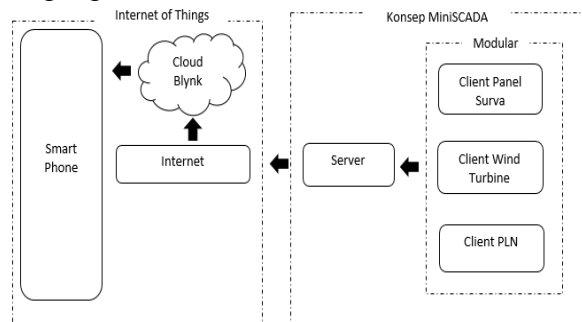 Internet of Things
Konsep MiniSCADA
Modular
Cloud
Blynk
Client Panel
Surva
Smart
Phone
Internet
Server
Client Wind
Turbine
Client PLN